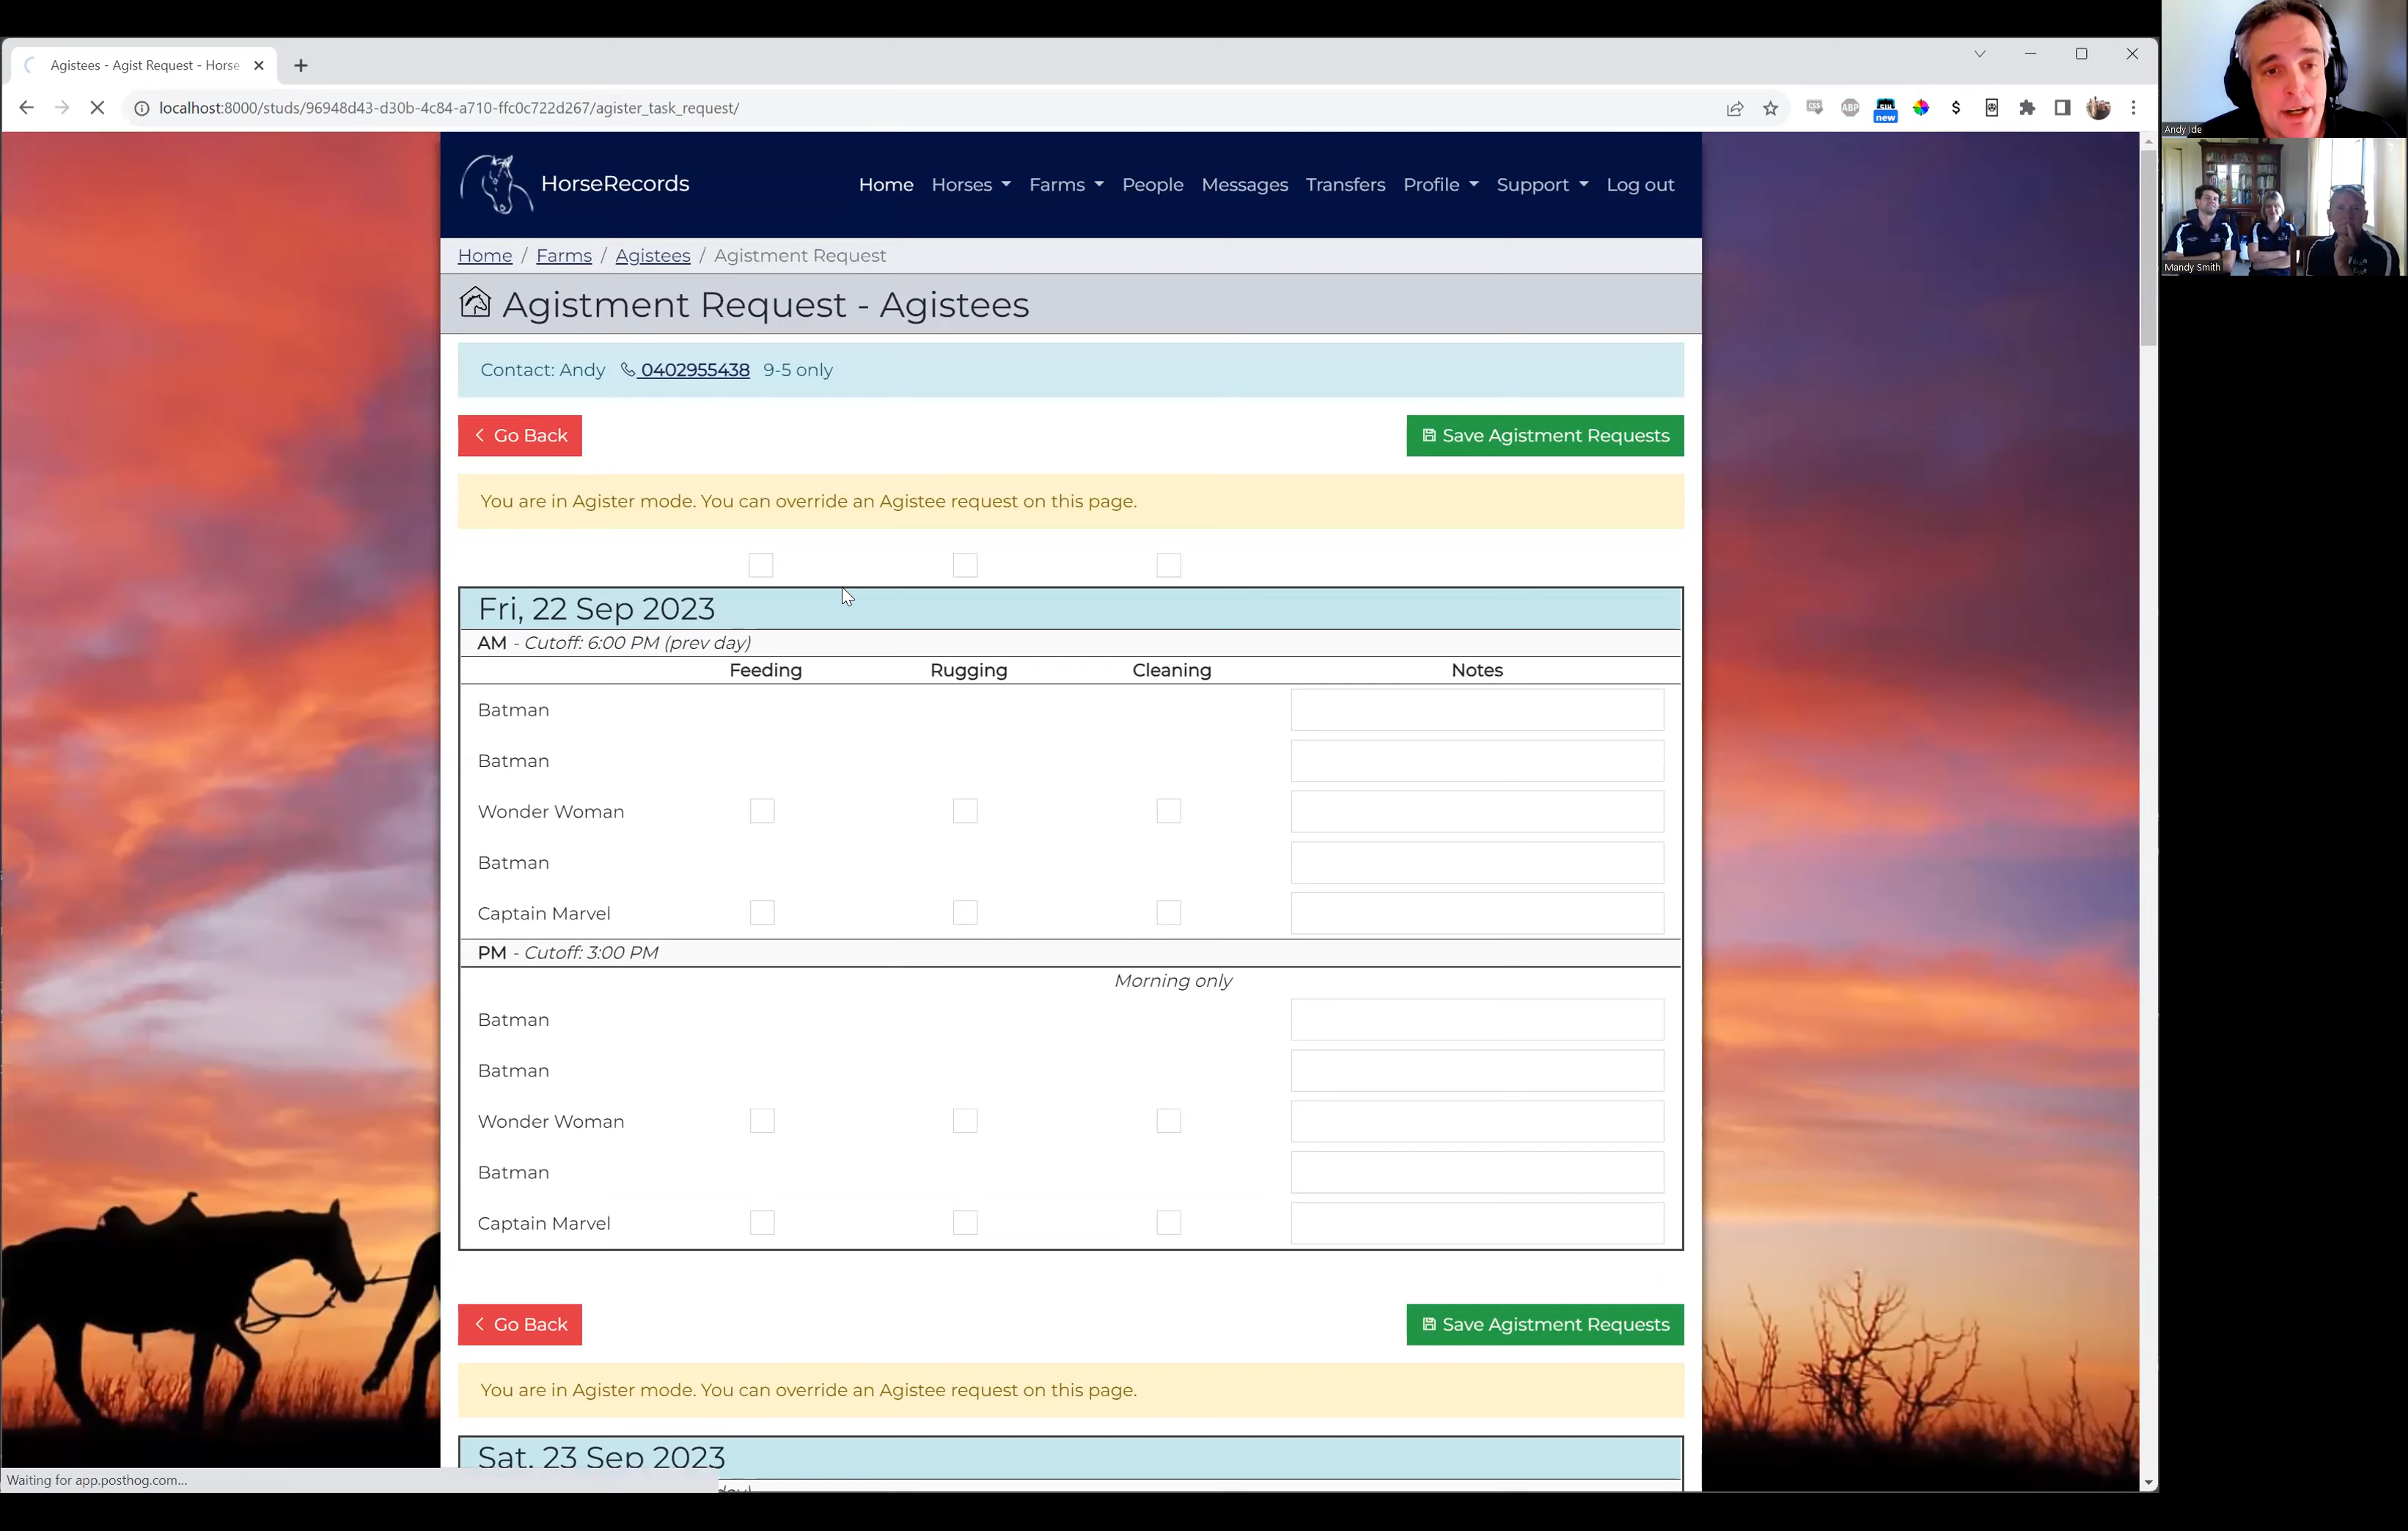 Agistees - Agist Request - Horse
localhost:8000/studs/96948d43-d30b-4c84-a710-ffc0c722d267/agister_task_request/
CSS
ABP
new
Andy Ide
Mandy Smith
HorseRecords
Home Horses Farms People Messages Transfers Profile Support Log out
Home / Farms / Agistees / Agistment Request
Agistment Request - Agistees
Contact: Andy 0402955438 9-5 only
Go Back
Save Agistment Requests
You are in Agister mode. You can override an Agistee request on this page.
Fri, 22 Sep 2023
AM - Cutoff: 6:00 PM (prev day)
Feeding Rugging Cleaning Notes
Batman
Batman
Wonder Woman
Batman
Captain Marvel
PM - Cutoff: 3:00 PM
Morning only
Batman
Batman
Wonder Woman
Batman
Captain Marvel
Go Back
Save Agistment Requests
You are in Agister mode. You can override an Agistee request on this page.
Sat, 23 Sep 2023
Waiting for app.posthog.com...